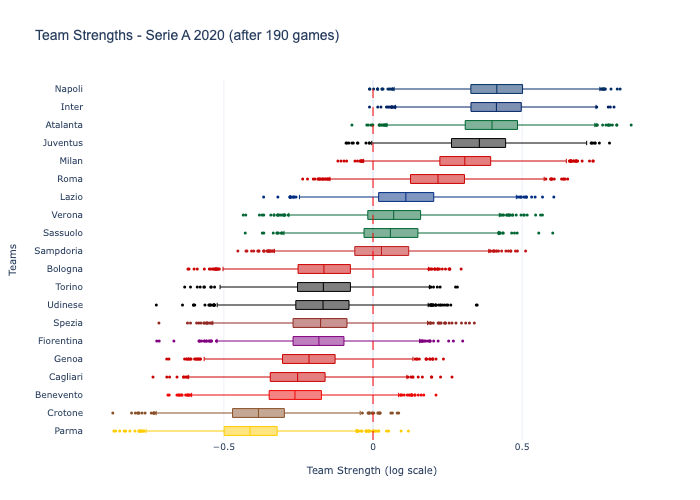 Team Strengths - Serie A 2020 (after 190 games)
Napoli
Inter
Atalanta
Juventus
Milan
Roma
Lazio
Verona
Sassuolo
Sampdoria
Bologna
Torino
Udinese
Spezia
Fiorentina
Genoa
Cagliari
Benevento
Crotone
Parma
Teams
−0.5 0 0.5
Team Strength (log scale)